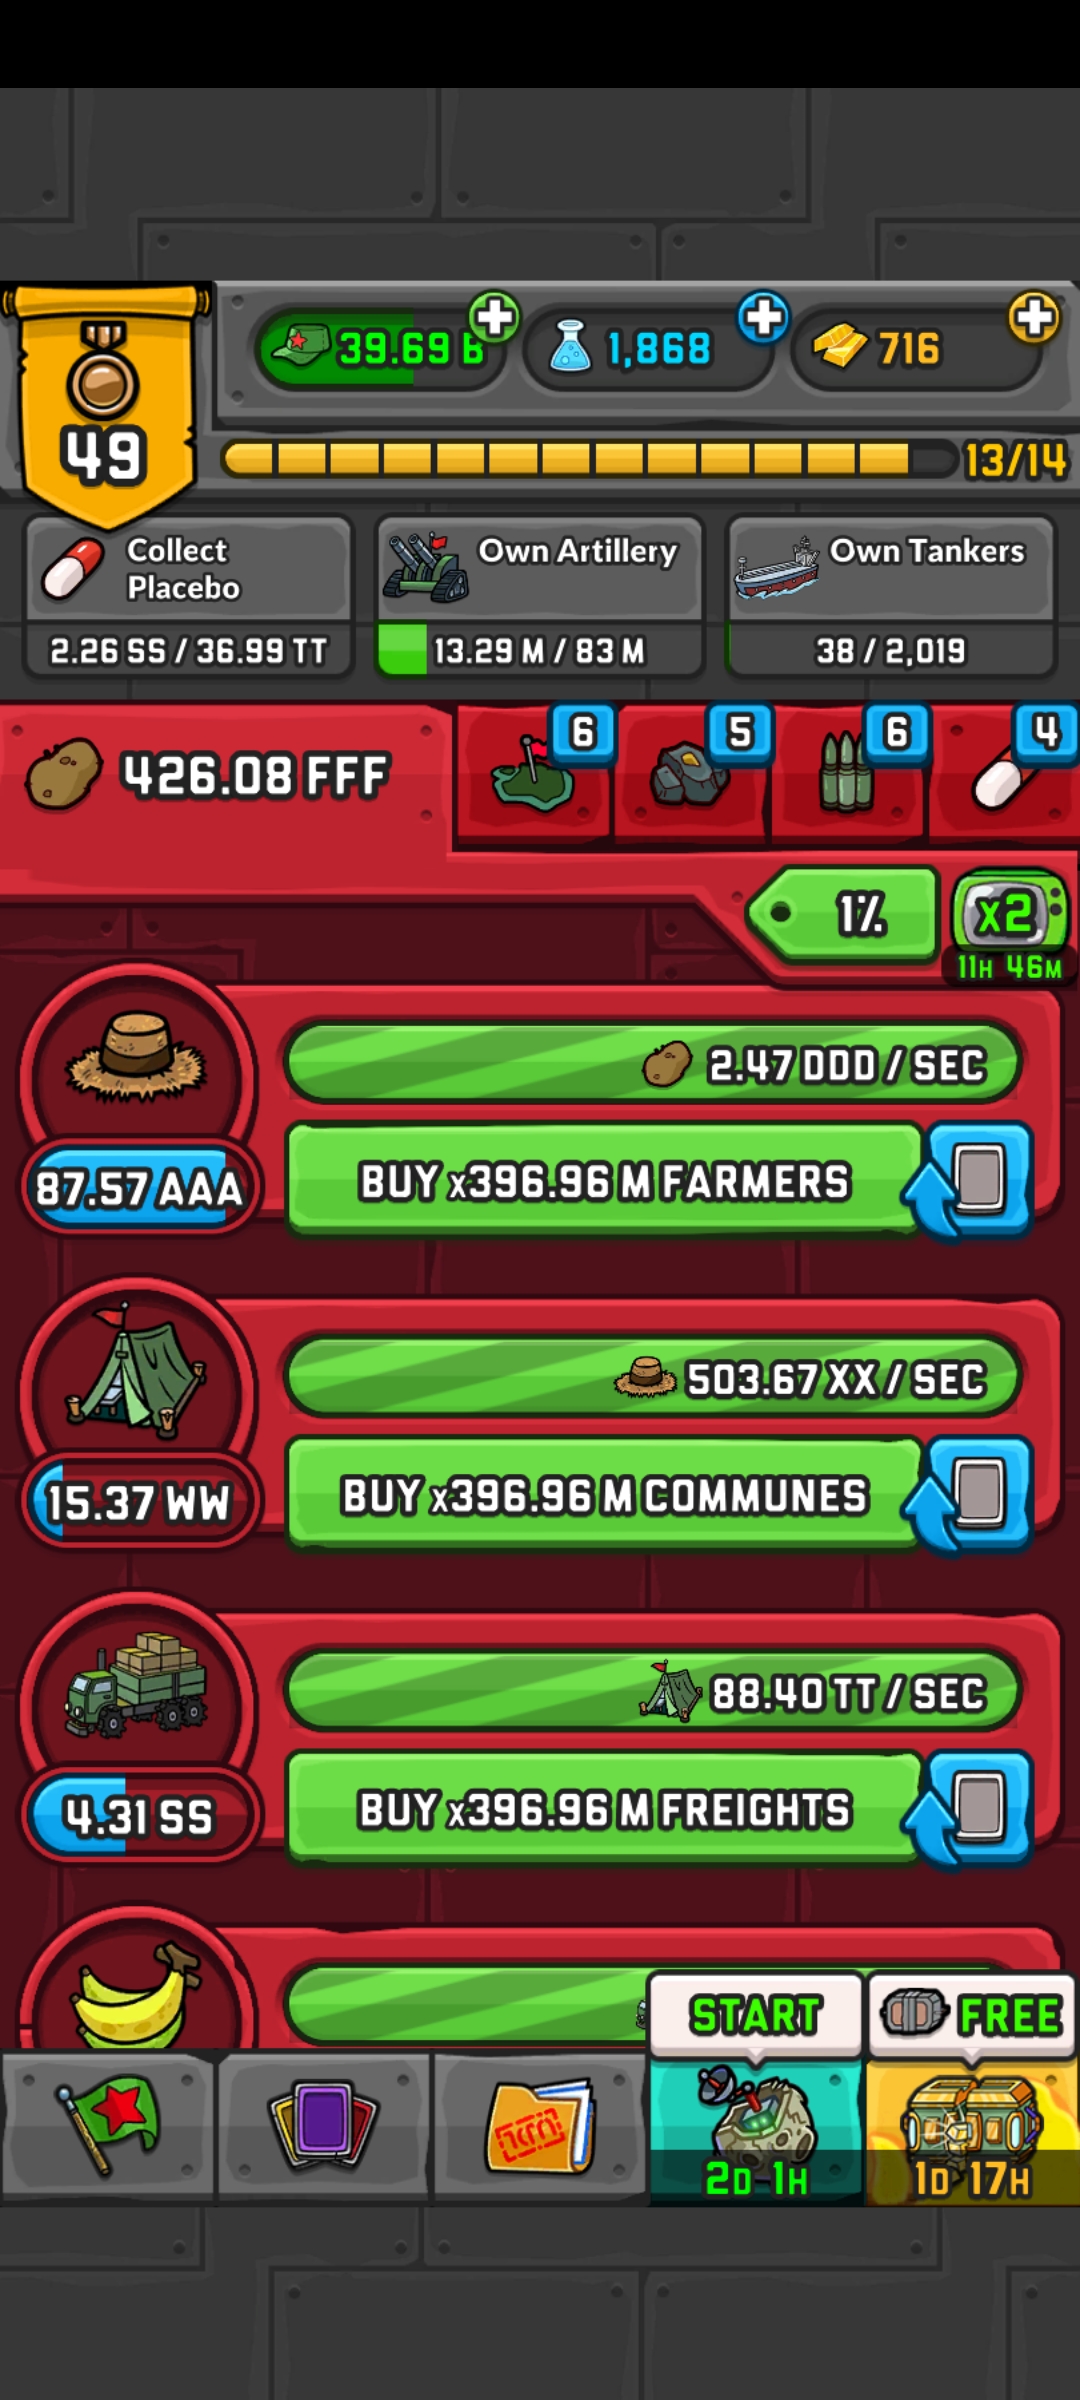 39.69 B
1,868
716
49
13/14
Collect
Placebo
2.26 SS / 36.99 TT
Own Artillery
13.29 M / 83 M
Own Tankers
38 / 2,019
426.08 FFF
6
5
6
4
1%
x2
11H 46M
2.47 DDD / SEC
87.57 AAA
BUY x396.96 M FARMERS
503.67 XX / SEC
15.37 WW
BUY x396.96 M COMMUNES
88.40 TT / SEC
4.31 SS
BUY x396.96 M FREIGHTS
START
FREE
2D 1H
1D 17H